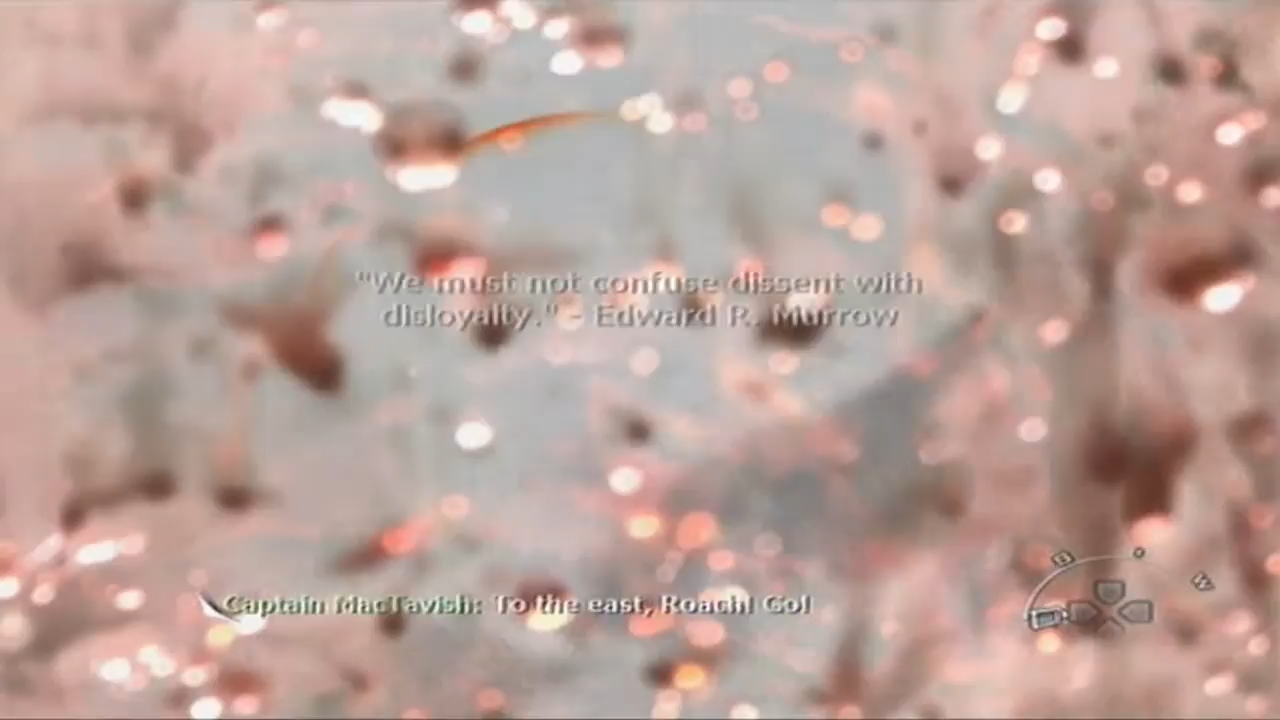 "We must not confuse dissent with
disloyalty." - Edward R. Murrow
Captain MacTavish: To the east, Roach! Go!